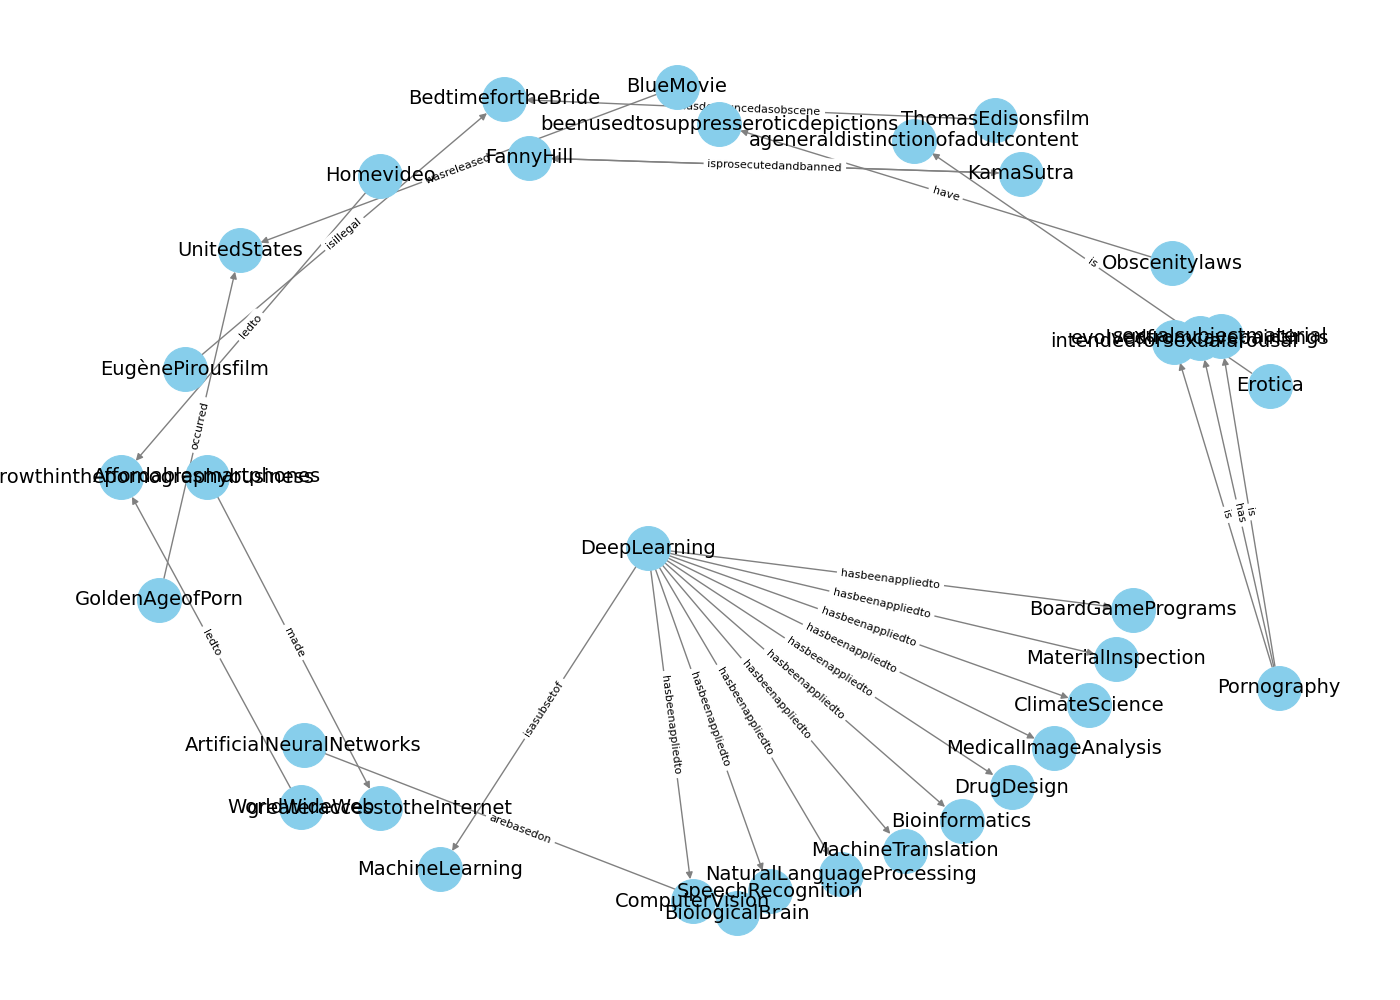 BlueMovie
BedtimefortheBride
ThomasEdisonsfilm
beenusedtosuppresseroticdepictions
ageneraldistinctionofadultcontent
FannyHill
isprosecutedandbanned
KamaSutra
Homevideo
wasreleased
have
isillegal
UnitedStates
is
Obscenitylaws
ledto
intendedforsexualarousal
EugènePirousfilm
Erotica
occurred
Affordablesmartphones
is
has
is
DeepLearning
hasbeenappliedto
hasbeenappliedto
hasbeenappliedto
hasbeenappliedto
hasbeenappliedto
hasbeenappliedto
hasbeenappliedto
hasbeenappliedto
hasbeenappliedto
hasbeenappliedto
GoldenAgeofPorn
BoardGamePrograms
ledto
made
MaterialInspection
Pornography
isasubsetof
ClimateScience
ArtificialNeuralNetworks
MedicalImageAnalysis
DrugDesign
WorldWideWeb
greateraccesstotheInternet
arebasedon
Bioinformatics
MachineTranslation
MachineLearning
NaturalLanguageProcessing
SpeechRecognition
ComputerVision
BiologicalBrain